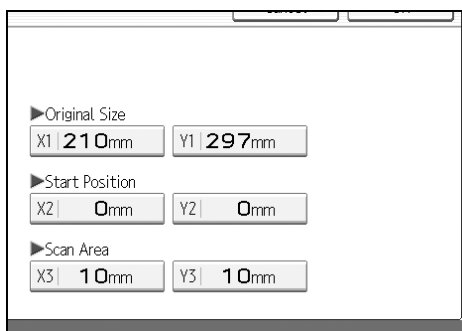 ▶Original Size
X1 210mm Y1 297mm
▶Start Position
X2 0mm Y2 0mm
▶Scan Area
X3 10mm Y3 10mm